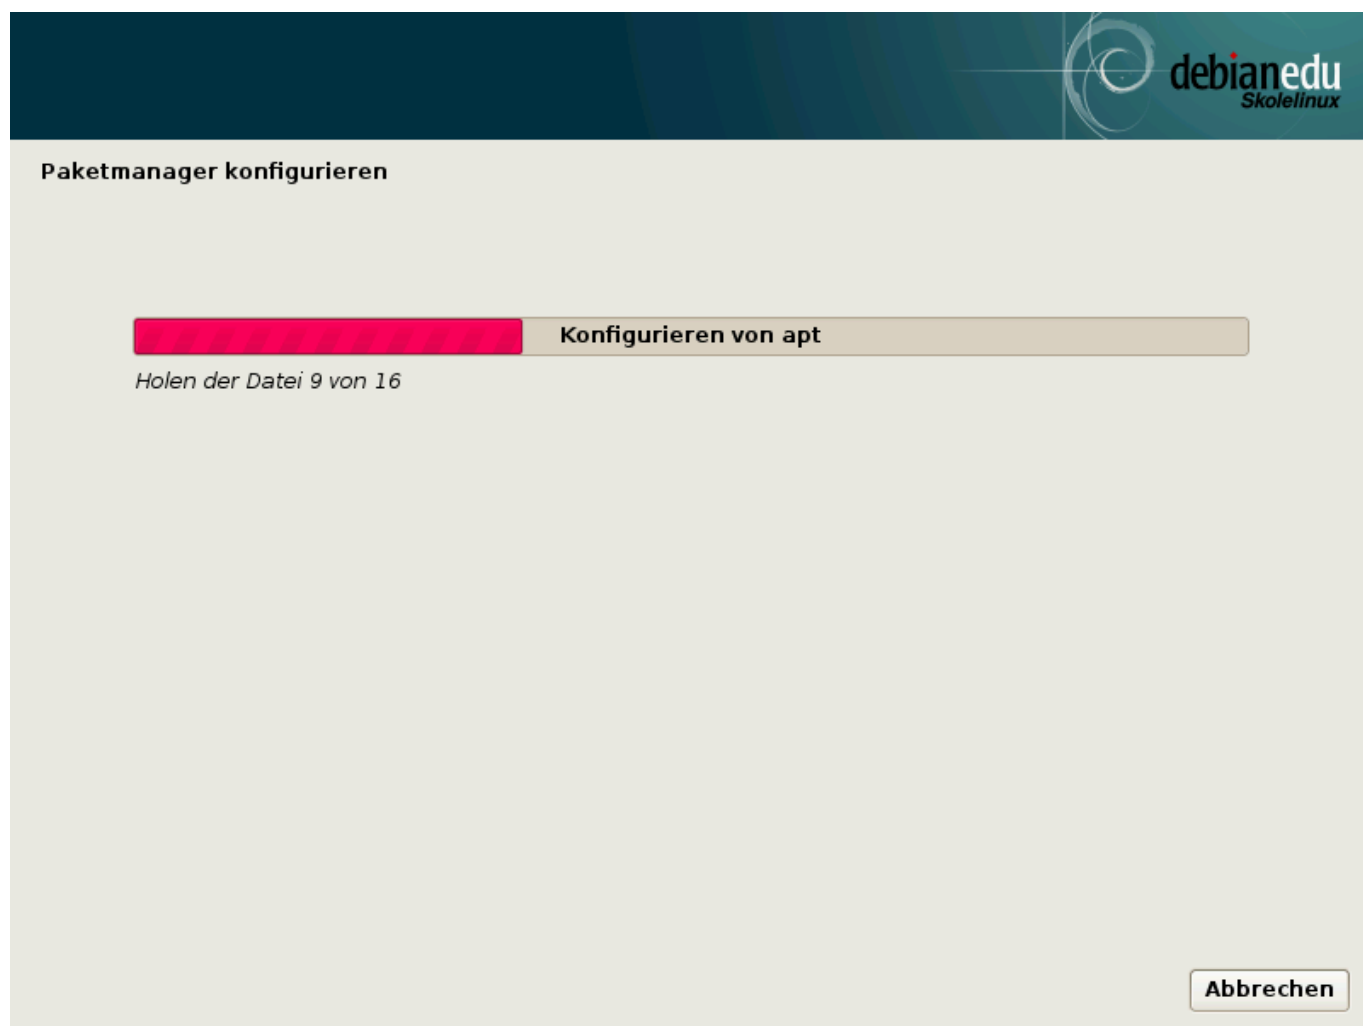 debianedu
Skolelinux
Paketmanager konfigurieren
Konfigurieren von apt
Holen der Datei 9 von 16
Abbrechen